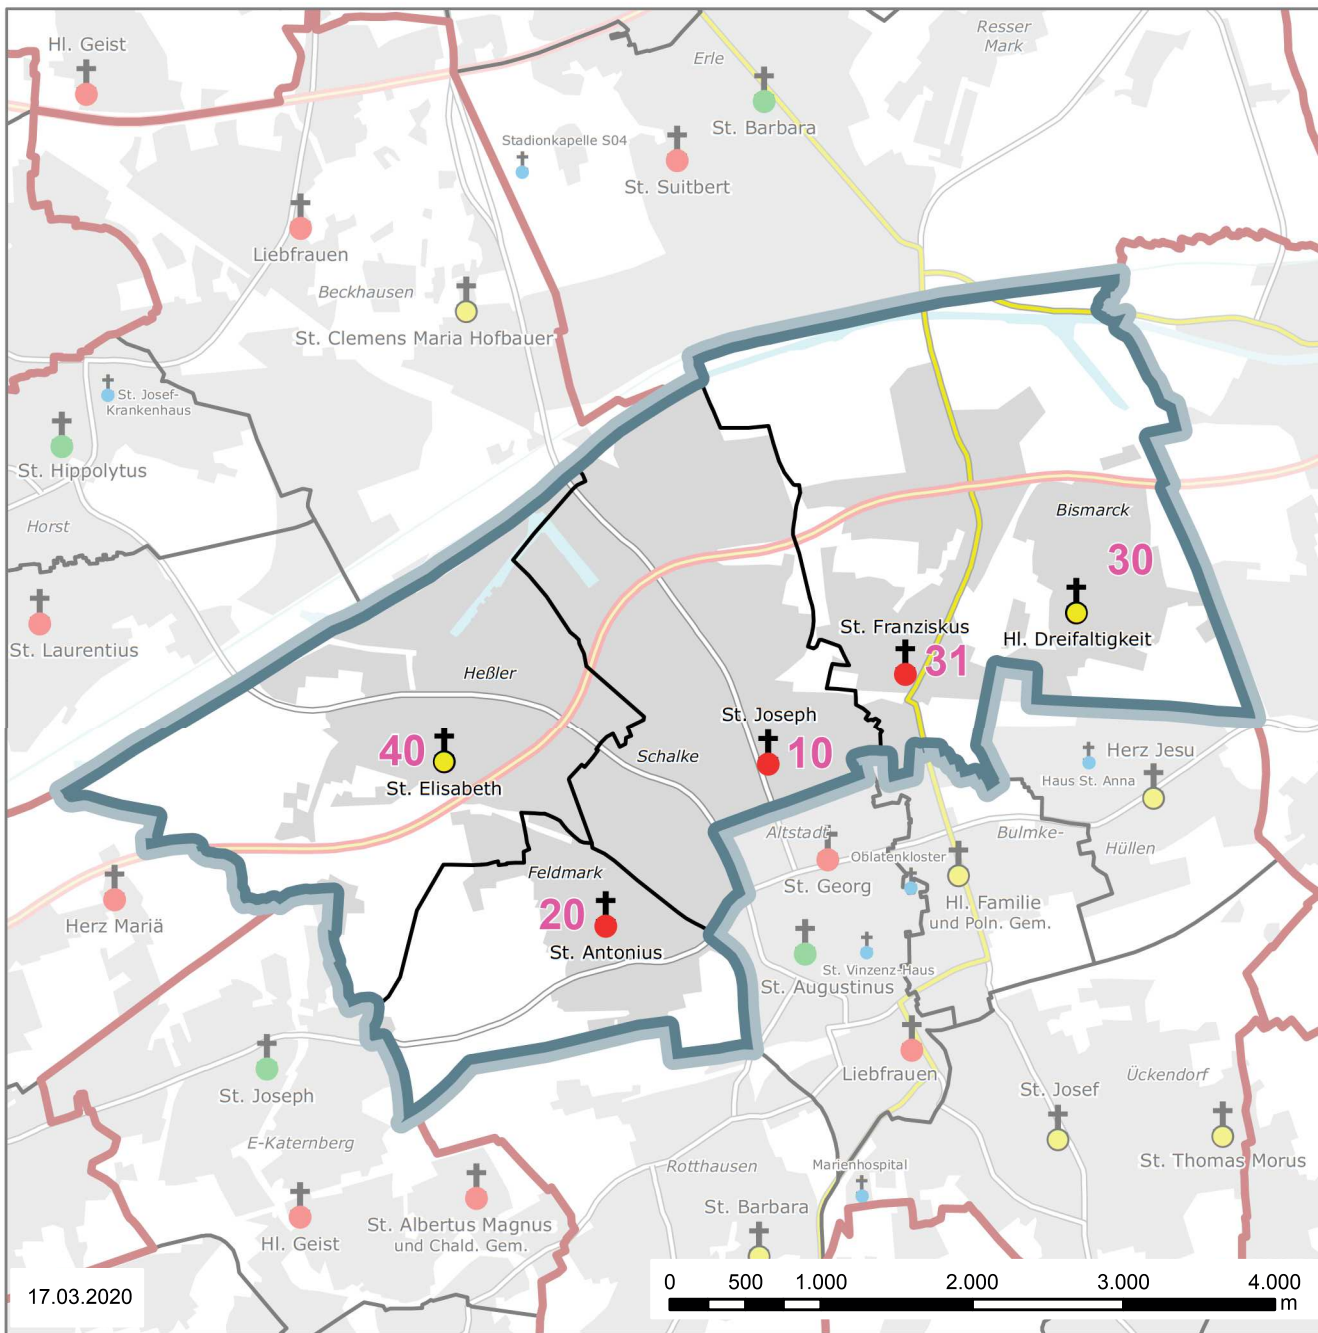 Hl. Geist
Erle
Resser
Mark
St. Barbara
Stadionkapelle S04
St. Suitbert
Liebfrauen
Beckhausen
St. Clemens Maria Hofbauer
St. Josef-
Krankenhaus
St. Hippolytus
Horst
Bismarck
30
St. Laurentius
St. Franziskus
Hl. Dreifaltigkeit
31
Heßler
St. Joseph
10
Schalke
40
St. Elisabeth
Herz Jesu
Haus St. Anna
Altstadt
Bulmke-
Hüllen
Oblatenkloster
Feldmark
St. Georg
20
Hl. Familie
und Poln. Gem.
Herz Mariä
St. Antonius
St. Vinzenz-Haus
St. Augustinus
Liebfrauen
Ückendorf
St. Joseph
St. Josef
E-Katernberg
Rotthausen
Marienhospital
St. Thomas Morus
St. Albertus Magnus
und Chald. Gem.
St. Barbara
Hl. Geist
17.03.2020
0 500 1.000 2.000 3.000 4.000
m